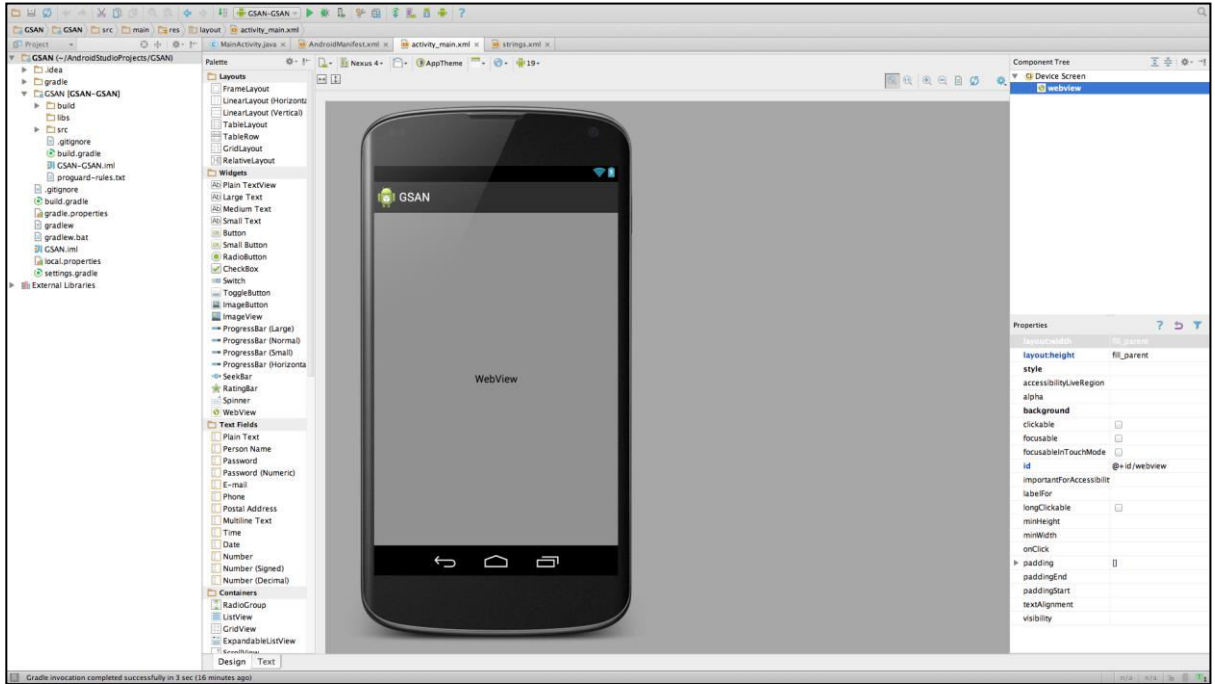 GSAN-GSAN
GSAN
GSAN
src
main
res
layout
activity_main.xml
Project
MainActivity.java
AndroidManifest.xml
activity_main.xml
strings.xml
GSAN (~/AndroidStudioProjects/GSAN)
.idea
gradle
GSAN [GSAN-GSAN]
build
libs
src
.gitignore
build.gradle
GSAN-GSAN.iml
proguard-rules.txt
.gitignore
build.gradle
gradle.properties
gradlew
gradlew.bat
GSAN.iml
local.properties
settings.gradle
External Libraries
Palette
Layouts
FrameLayout
LinearLayout (Horizonta
LinearLayout (Vertical)
TableLayout
TableRow
GridLayout
RelativeLayout
Widgets
Plain TextView
Large Text
Medium Text
Small Text
Button
Small Button
RadioButton
CheckBox
Switch
ToggleButton
ImageButton
ImageView
ProgressBar (Large)
ProgressBar (Normal)
ProgressBar (Small)
ProgressBar (Horizonta
SeekBar
RatingBar
Spinner
WebView
Text Fields
Plain Text
Person Name
Password
Password (Numeric)
E-mail
Phone
Postal Address
Multiline Text
Time
Date
Number
Number (Signed)
Number (Decimal)
Containers
RadioGroup
ListView
GridView
ExpandableListView
ScrollView
Design
Text
Nexus 4
AppTheme
19
GSAN
WebView
Component Tree
Device Screen
webview
Properties
layout:width fill_parent
layout:height fill_parent
style
accessibilityLiveRegion
alpha
background
clickable
focusable
focusableInTouchMode
id @+id/webview
importantForAccessibilit
labelFor
longClickable
minHeight
minWidth
onClick
padding []
paddingEnd
paddingStart
textAlignment
visibility
Gradle invocation completed successfully in 3 sec (16 minutes ago)
n/a
n/a